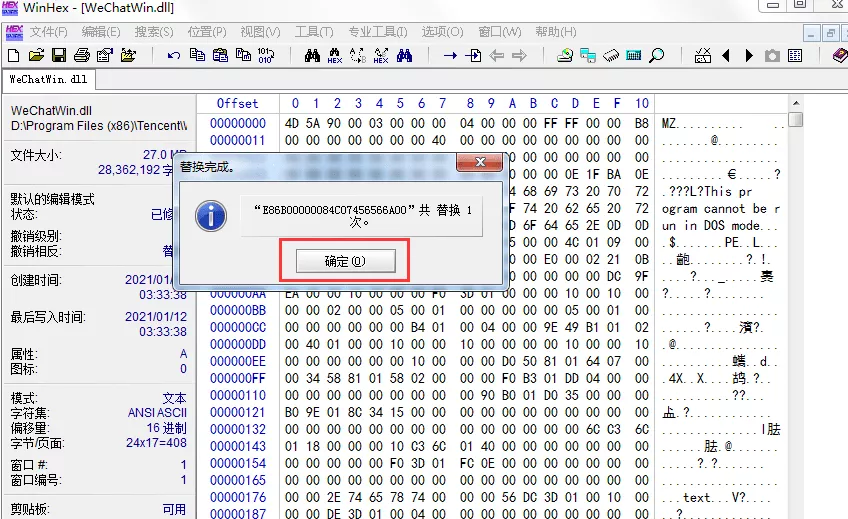 WinHex - [WeChatWin.dll]
文件(F) 编辑(E) 搜索(S) 位置(P) 视图(V) 工具(T) 专业工具(I) 选项(O) 窗口(W) 帮助(H)
WeChatWin.dll
WeChatWin.dll
D:\Program Files (x86)\Tencent\
文件大小: 27.0
28,362,192
默认的编辑模式
状态:
撤销级别:
撤销相反:
创建时间: 2021/01/
03:33:38
最后写入时间: 2021/01/12
03:33:38
属性: A
图标: 0
模式: 文本
字符集: ANSI ASCII
偏移量: 16 进制
字节/页面: 24x17=408
窗口 #: 1
窗口编号: 1
剪贴板: 可用
替换完成。
“E86B00000084C07456566A00”共 替换 1
次。
确定(O)
Offset 0 1 2 3 4 5 6 7 8 9 A B C D E F 10
00000000 4D 5A 90 00 03 00 00 00 04 00 00 00 FF FF 00 00 B8 MZ
00000011 00 00 00 00 00 00 00 40 00 00 00 00 00 00 00 00 00
00 00 0E 1F BA 0E
68 69 73 20 70 72 .???L?This pr
74 20 62 65 20 72 ogram cannot be r
6F 64 65 2E 0D 0D un in DOS mode...
00 00 4C 01 09 00
00 E0 00 02 21 0B
00 00 00 00 DC 9F
000000AA EA 00 00 10 00 00 00 F0 3D 01 00 00 00 10 00 00 10
000000BB 00 00 02 00 00 05 00 01 00 00 00 00 00 05 00 01 00
000000CC 00 00 00 00 00 B4 01 00 04 00 00 9E 49 B1 01 02
000000DD 00 40 01 00 00 10 00 00 10 00 00 00 00 10 00 00 10
000000EE 00 00 00 00 00 00 10 00 00 00 D0 50 81 01 64 07 00
000000FF 00 34 58 81 01 58 02 00 00 00 F0 B3 01 DD 04 00 00
00000110 00 00 00 00 00 00 00 00 00 90 B0 01 D0 35 00 00 00
00000121 B0 9E 01 8C 34 15 00 00 00 00 00 00 00 00 00 00 00
00000132 00 00 00 00 00 00 00 00 00 00 00 00 00 00 6C C3 6C
00000143 01 18 00 00 00 10 C3 6C 01 40 00 00 00 00 00 00 00
00000154 00 00 00 00 00 F0 3D 01 FC 0E 00 00 00 00 00 00 00
00000165 00 00 00 00 00 00 00 00 00 00 00 00 00 00 00 00 00
00000176 00 00 2E 74 65 78 74 00 00 00 56 DC 3D 01 00 10 00
00000187 00 00 DE 3D 01 00 04 00 00 00 00 00 00 00 00 00 00